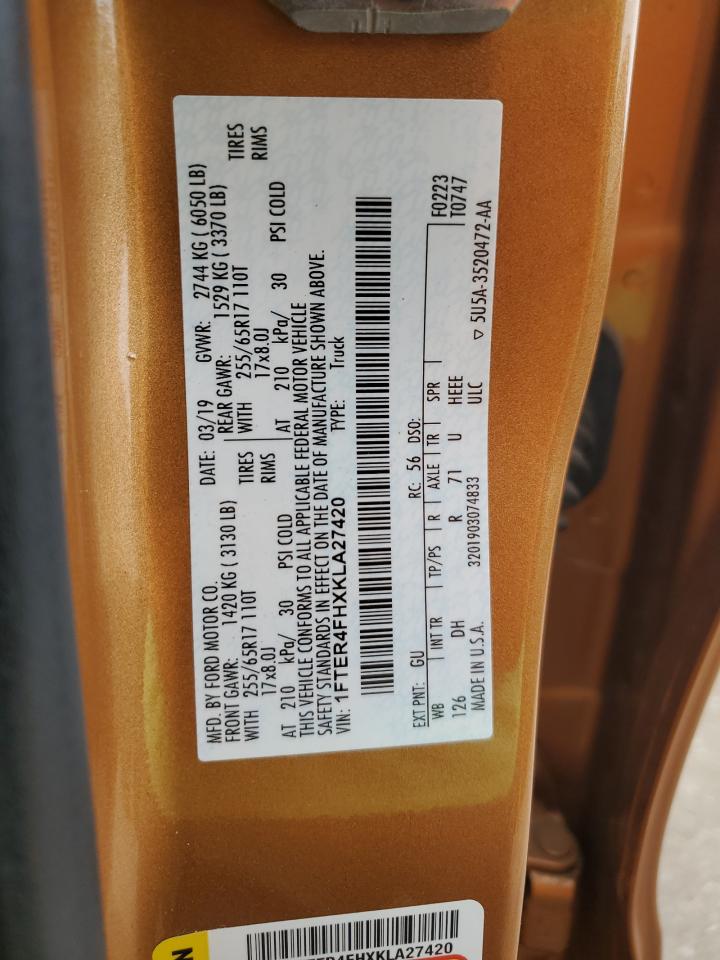 MFD. BY FORD MOTOR CO.
DATE: 03/19 GVWR: 2744 KG ( 6050 LB)
FRONT GAWR: 1420 KG ( 3130 LB)
REAR GAWR: 1529 KG ( 3370 LB)
WITH 255/65R17 110T TIRES
WITH 255/65R17 110T TIRES
17x8.0J RIMS
17x8.0J RIMS
AT 210 kPa/ 30 PSI COLD
AT 210 kPa/ 30 PSI COLD
THIS VEHICLE CONFORMS TO ALL APPLICABLE FEDERAL MOTOR VEHICLE
SAFETY STANDARDS IN EFFECT ON THE DATE OF MANUFACTURE SHOWN ABOVE.
VIN: 1FTER4FHXKLA27420 TYPE: Truck
F0223
T0747
EXT PNT: GU RC: 56 DSO:
WB INT TR TP/PS R AXLE TR SPR
126 DH R 71 U HEEE
ULC
MADE IN U.S.A. 3201903074833 ▽ 5U5A-3520472-AA
1FTER4FHXKLA27420